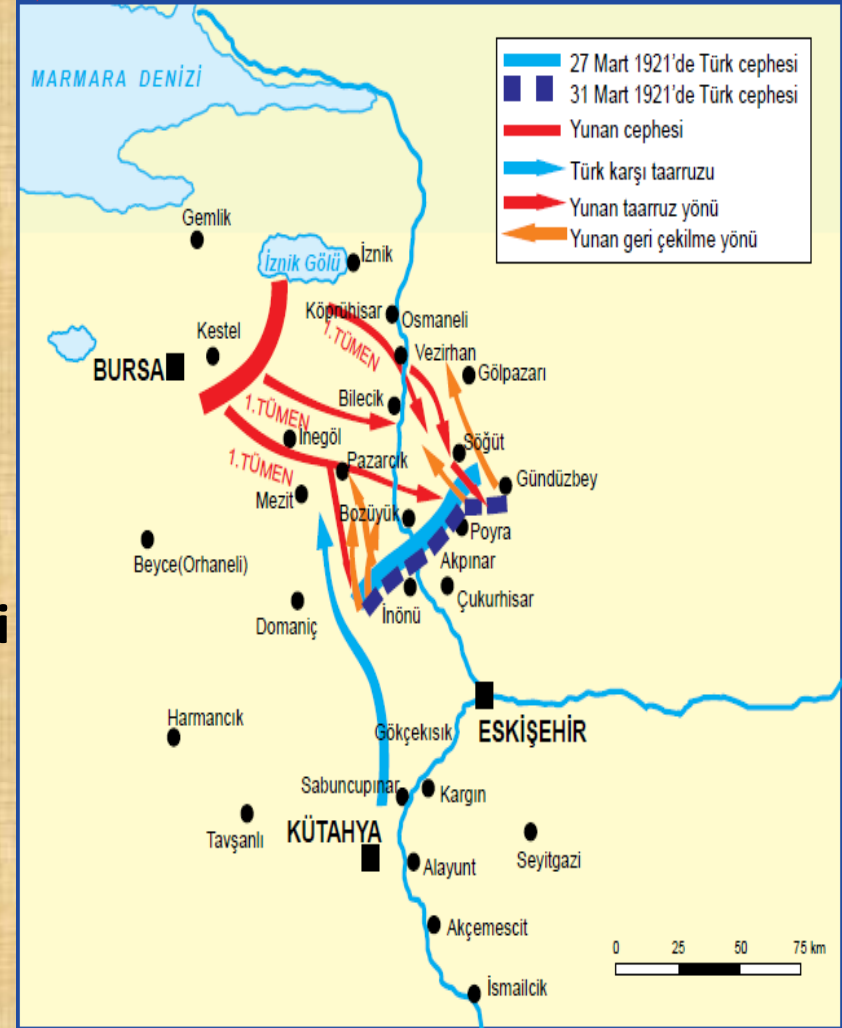 27 Mart 1921'de Türk cephesi
31 Mart 1921'de Türk cephesi
Yunan cephesi
Türk karşı taarruzu
Yunan taarruz yönü
Yunan geri çekilme yönü
MARMARA DENİZİ
Gemlik
İznik Gölü
İznik
Köprühisar
Osmaneli
Kestel
1.TÜMEN
Vezirhan
BURSA
Gölpazarı
Bilecik
1.TÜMEN
İnegöl
Söğüt
1.TÜMEN
Pazarcık
Gündüzbey
Mezit
Bozüyük
Poyra
Beyce(Orhaneli)
Akpınar
Çukurhisar
İnönü
Domaniç
i
Harmancık
Gökçekısık
ESKİŞEHİR
Sabuncupınar
Kargın
Tavşanlı
KÜTAHYA
Seyitgazi
Alayunt
Akçemescit
0 25 50 75 km
İsmailcik